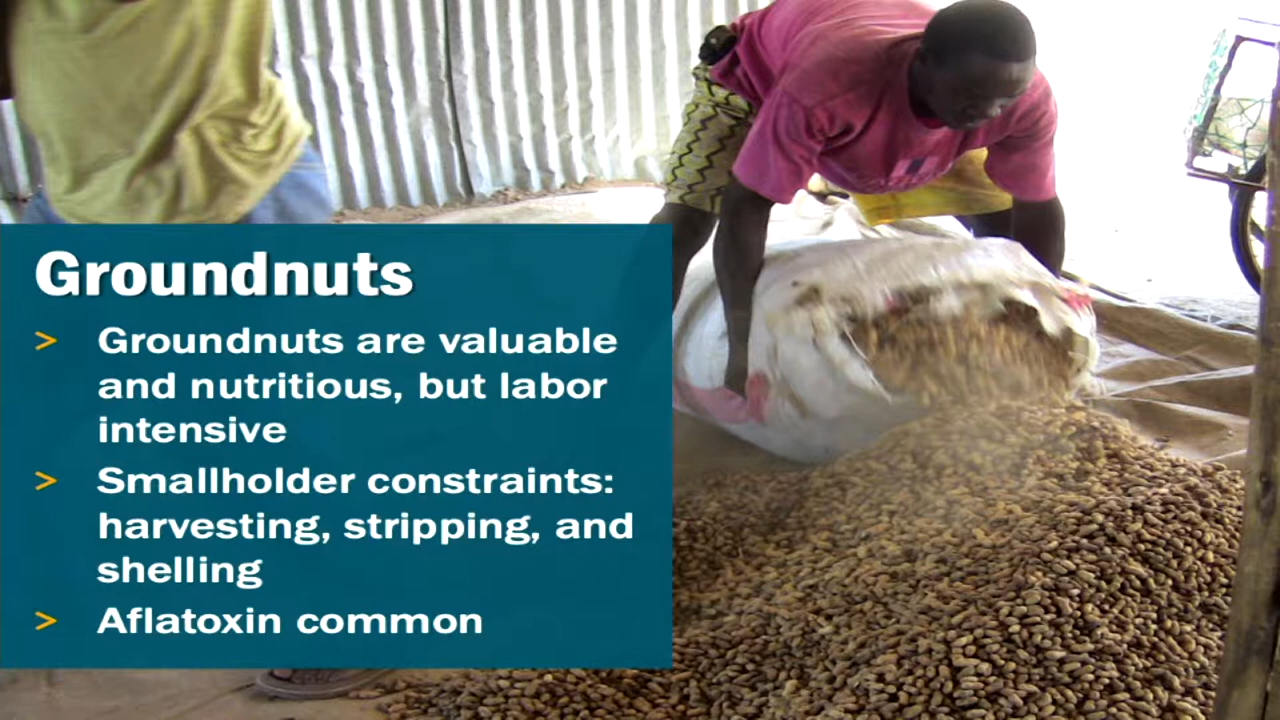 Groundnuts
> Groundnuts are valuable
and nutritious, but labor
intensive
> Smallholder constraints:
harvesting, stripping, and
shelling
> Aflatoxin common